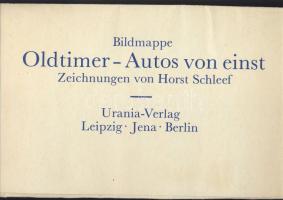 Bildmappe
Oldtimer – Autos von einst
Zeichnungen von Horst Schleef
Urania-Verlag
Leipzig · Jena · Berlin